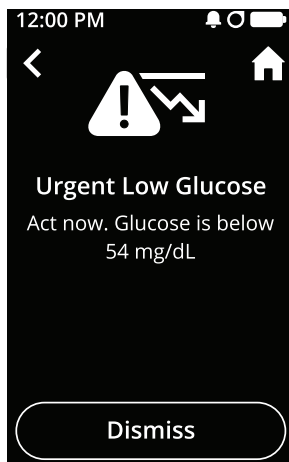 12:00 PM
Urgent Low Glucose
Act now. Glucose is below
54 mg/dL
Dismiss